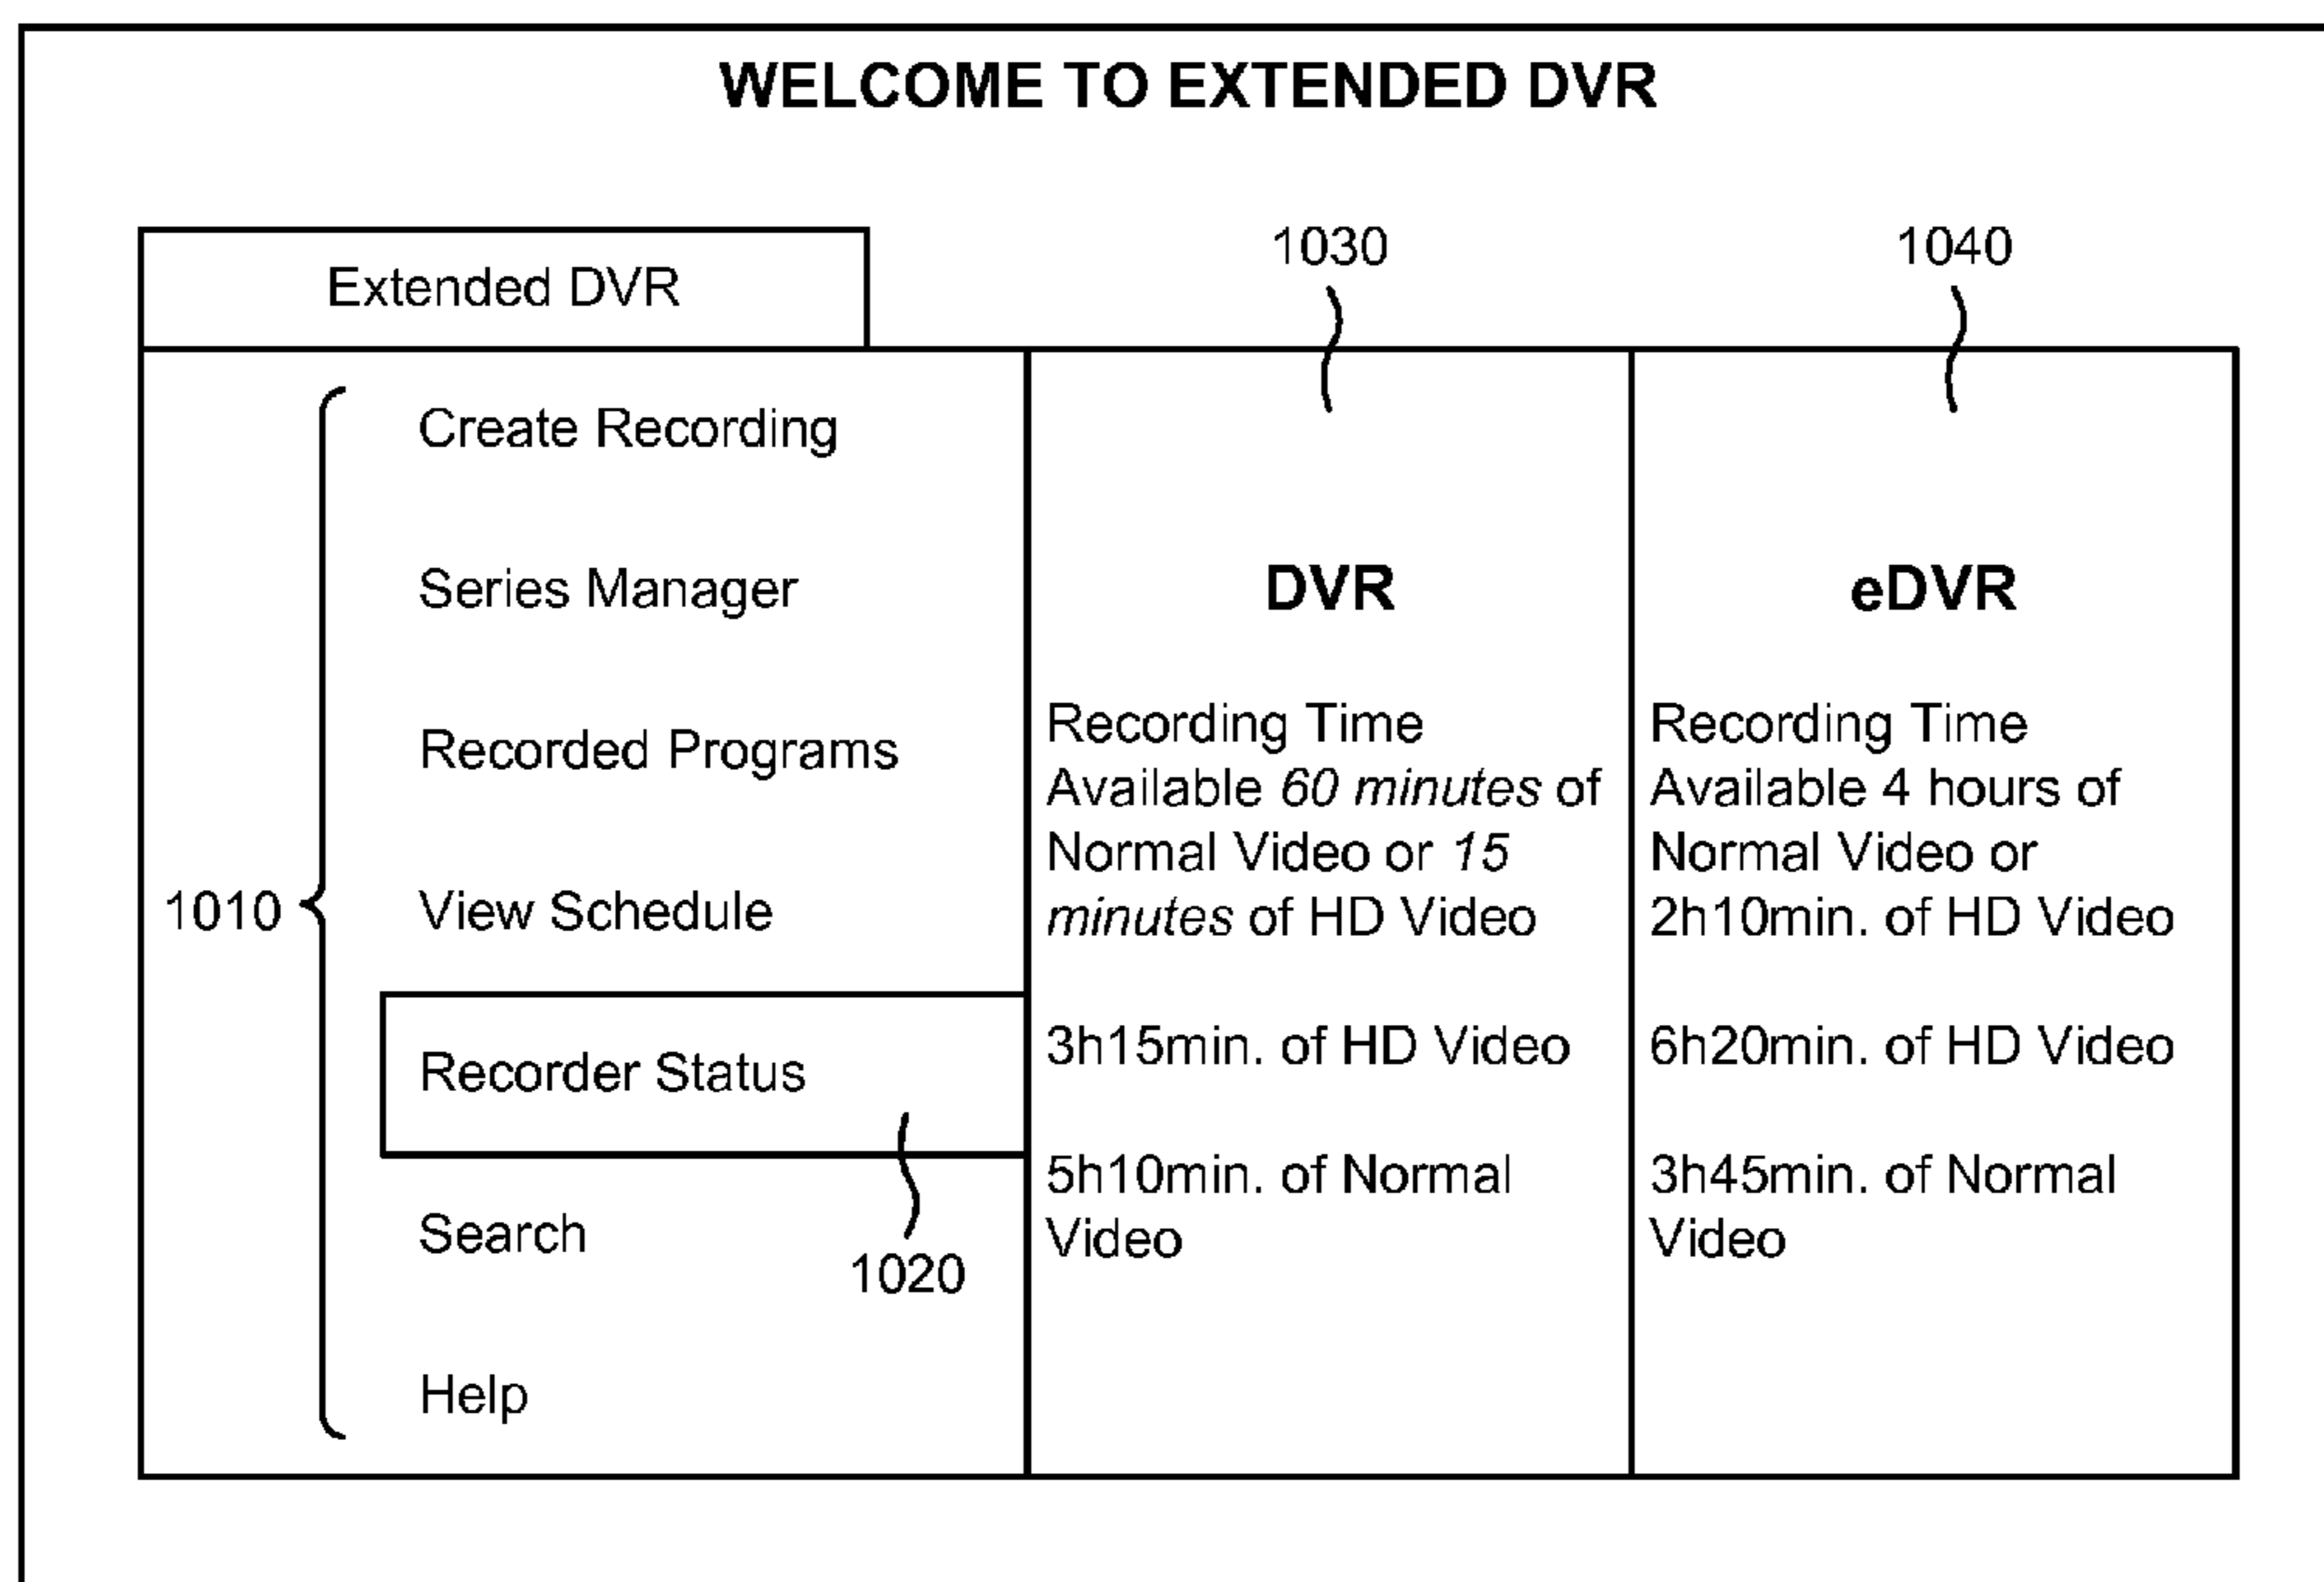 WELCOME TO EXTENDED DVR
Extended DVR
1010
Create Recording
Series Manager
Recorded Programs
View Schedule
Recorder Status
1020
Search
Help
1030
DVR
Recording Time
Available 60 minutes of
Normal Video or 15
minutes of HD Video
3h15min. of HD Video
5h10min. of Normal
Video
1040
eDVR
Recording Time
Available 4 hours of
Normal Video or
2h10min. of HD Video
6h20min. of HD Video
3h45min. of Normal
Video